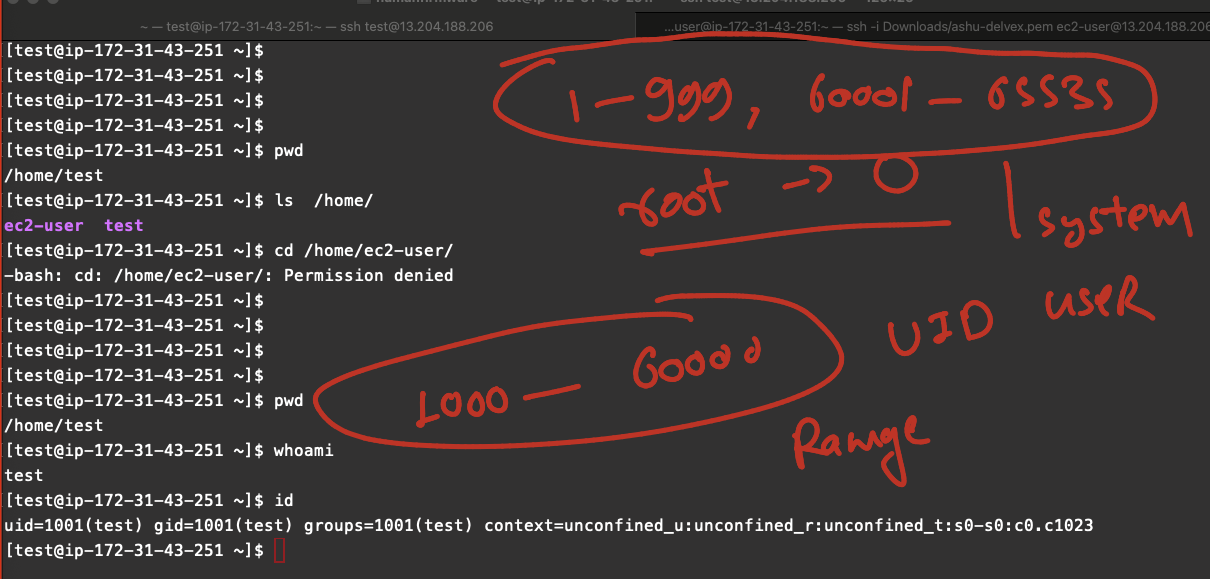 ~ — test@ip-172-31-43-251:~ — ssh test@13.204.188.206
...user@ip-172-31-43-251:~ — ssh -i Downloads/ashu-delvex.pem ec2-user@13.204.188.206
[test@ip-172-31-43-251 ~]$
[test@ip-172-31-43-251 ~]$
[test@ip-172-31-43-251 ~]$
[test@ip-172-31-43-251 ~]$
[test@ip-172-31-43-251 ~]$ pwd
/home/test
[test@ip-172-31-43-251 ~]$ ls  /home/
ec2-user  test
[test@ip-172-31-43-251 ~]$ cd /home/ec2-user/
-bash: cd: /home/ec2-user/: Permission denied
[test@ip-172-31-43-251 ~]$
[test@ip-172-31-43-251 ~]$
[test@ip-172-31-43-251 ~]$
[test@ip-172-31-43-251 ~]$
[test@ip-172-31-43-251 ~]$ pwd
/home/test
[test@ip-172-31-43-251 ~]$ whoami
test
[test@ip-172-31-43-251 ~]$ id
uid=1001(test) gid=1001(test) groups=1001(test) context=unconfined_u:unconfined_r:unconfined_t:s0-s0:c0.c1023
[test@ip-172-31-43-251 ~]$
1 — 999, 60001 — 65535
root -> 0
system
user
UID
Range
1000 — 60000